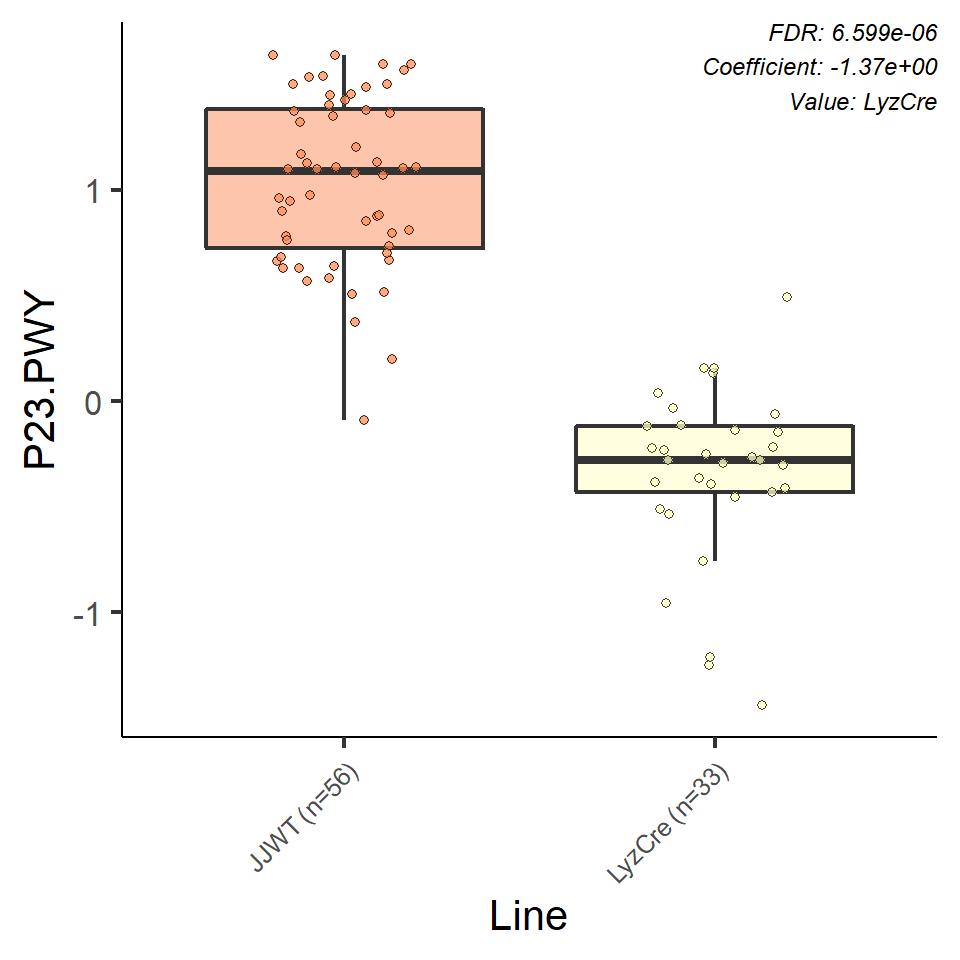 FDR: 6.599e-06
Coefficient: -1.37e+00
Value: LyzCre
P23.PWY
1
0
-1
JJWT (n=56)
LyzCre (n=33)
Line